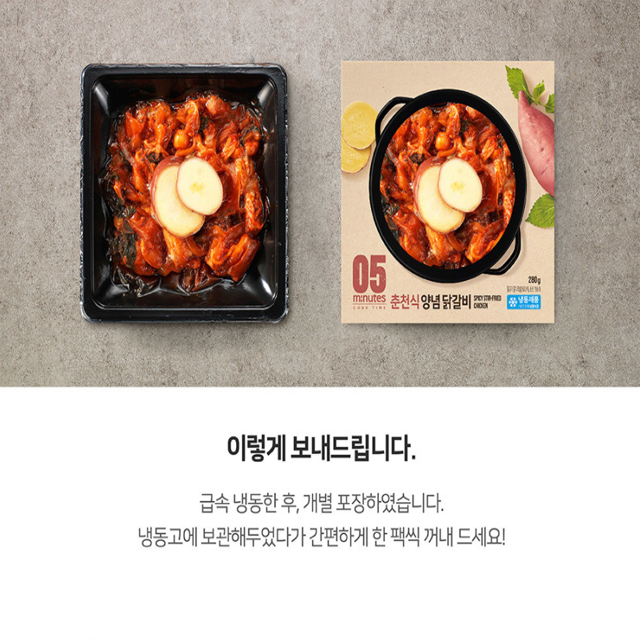 05
minutes
COOK TIME
춘천식 양념 닭갈비
SPICY STIR-FRIED
CHICKEN
280g
냉동제품
이렇게 보내드립니다.
급속 냉동한 후, 개별 포장하였습니다.
냉동고에 보관해두었다가 간편하게 한 팩씩 꺼내 드세요!